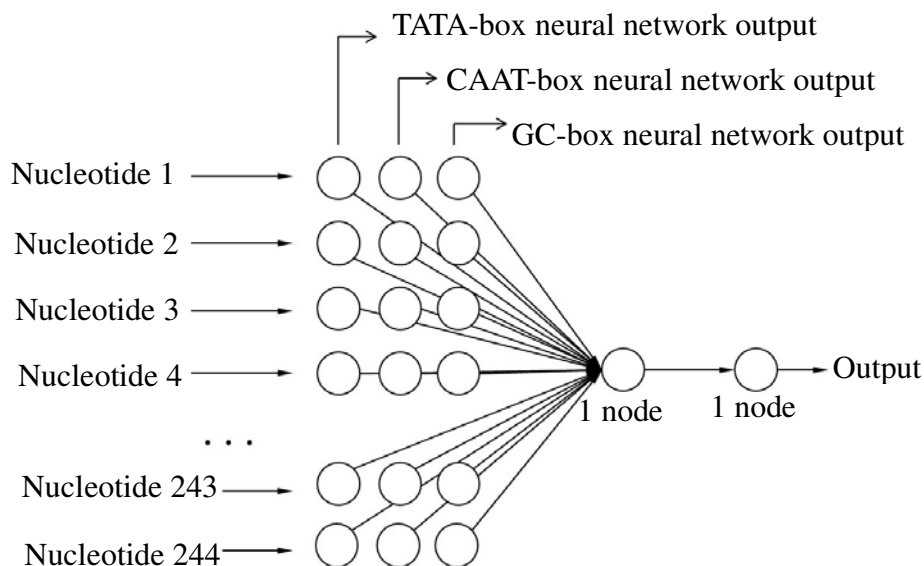 TATA-box neural network output
CAAT-box neural network output
GC-box neural network output
Nucleotide 1
Nucleotide 2
Nucleotide 3
Nucleotide 4
Output
1 node
1 node
. . .
Nucleotide 243
Nucleotide 244